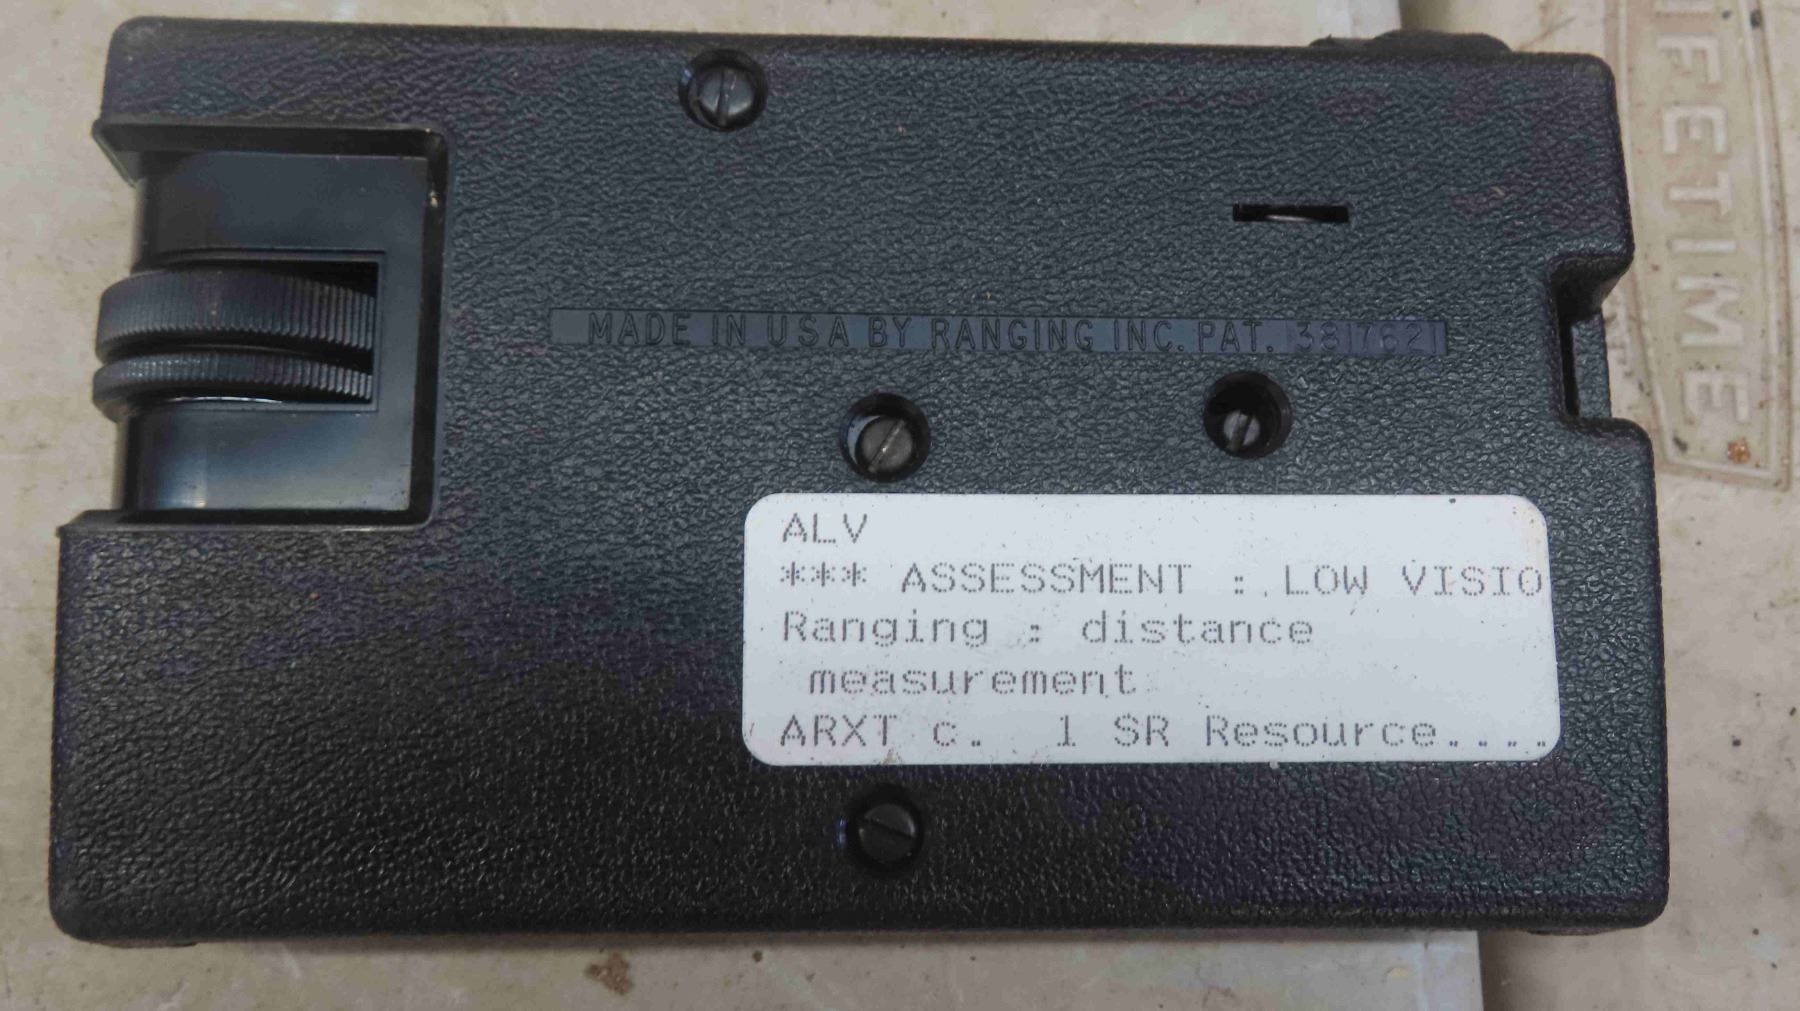 MADE IN USA BY RANGING INC. PAT. 3817621
ALV
*** ASSESSMENT : LOW VISIO
Ranging : distance
measurement
ARXT c. 1 SR Resource....
IFETIME